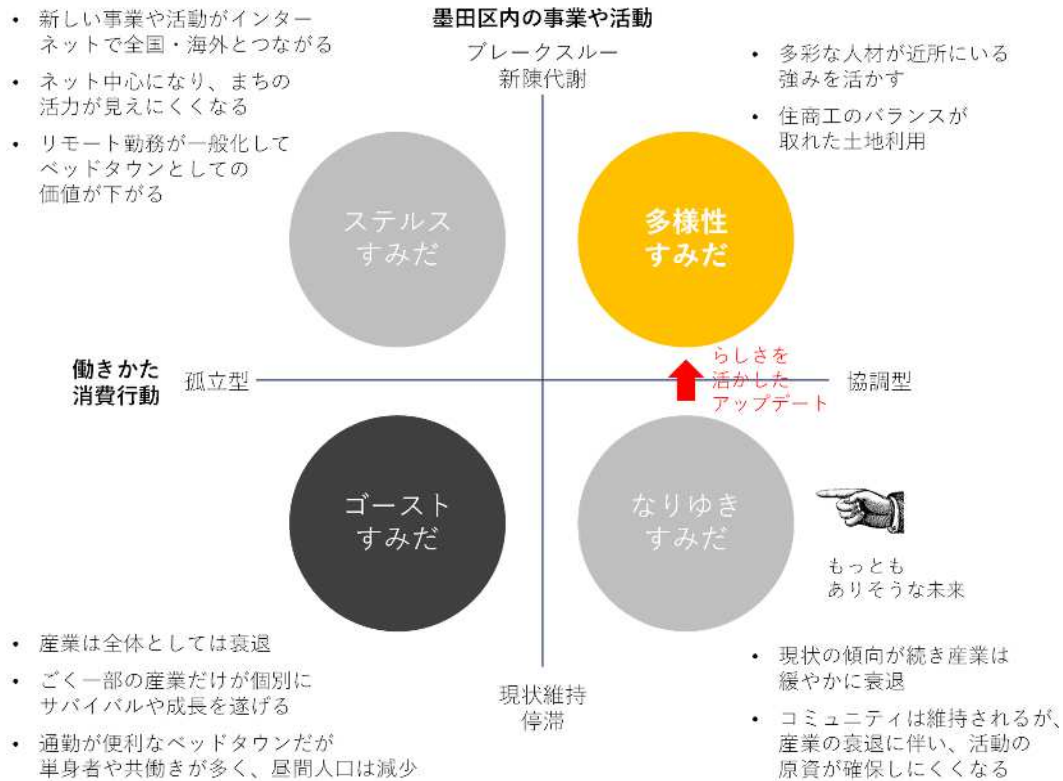 墨田区内の事業や活動
ブレークスルー
新陳代謝
• 新しい事業や活動がインター
ネットで全国・海外とつながる
• ネット中心になり、まちの
活力が見えにくくなる
• リモート勤務が一般化して
ベッドタウンとしての
価値が下がる
• 多彩な人材が近所にいる
強みを活かす
• 住商工のバランスが
取れた土地利用
ステルス
すみだ
多様性
すみだ
働きかた
消費行動
孤立型
らしさを
活かした
アップデート
協調型
ゴースト
すみだ
なりゆき
すみだ
もっとも
ありそうな未来
• 産業は全体としては衰退
• ごく一部の産業だけが個別に
サバイバルや成長を遂げる
• 通勤が便利なベッドタウンだが
単身者や共働きが多く、昼間人口は減少
現状維持
停滞
• 現状の傾向が続き産業は
緩やかに衰退
• コミュニティは維持されるが、
産業の衰退に伴い、活動の
原資が確保しにくくなる